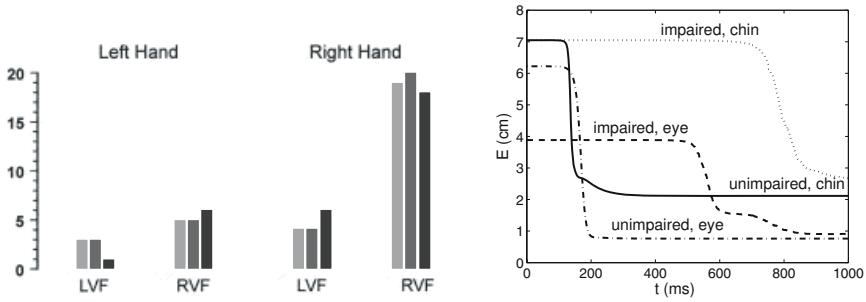 Left Hand
Right Hand
20
15
10
5
0
LVF
RVF
LVF
RVF
8
7
6
5
4
3
2
1
0
E (cm)
impaired, chin
impaired, eye
unimpaired, chin
unimpaired, eye
0
200
400
600
800
1000
t (ms)